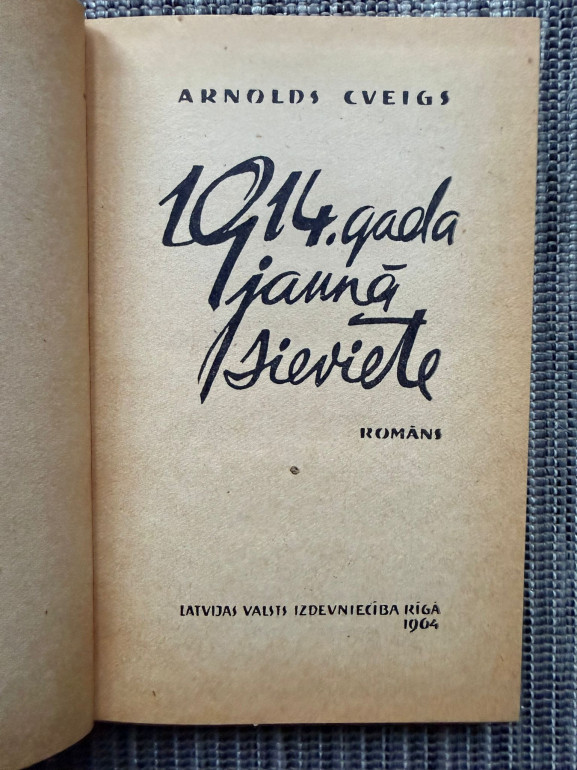 ARNOLDS CVEIGS
1914. gada
jaunā
sieviete
ROMĀNS
LATVIJAS VALSTS IZDEVNIECĪBA RĪGĀ
1964